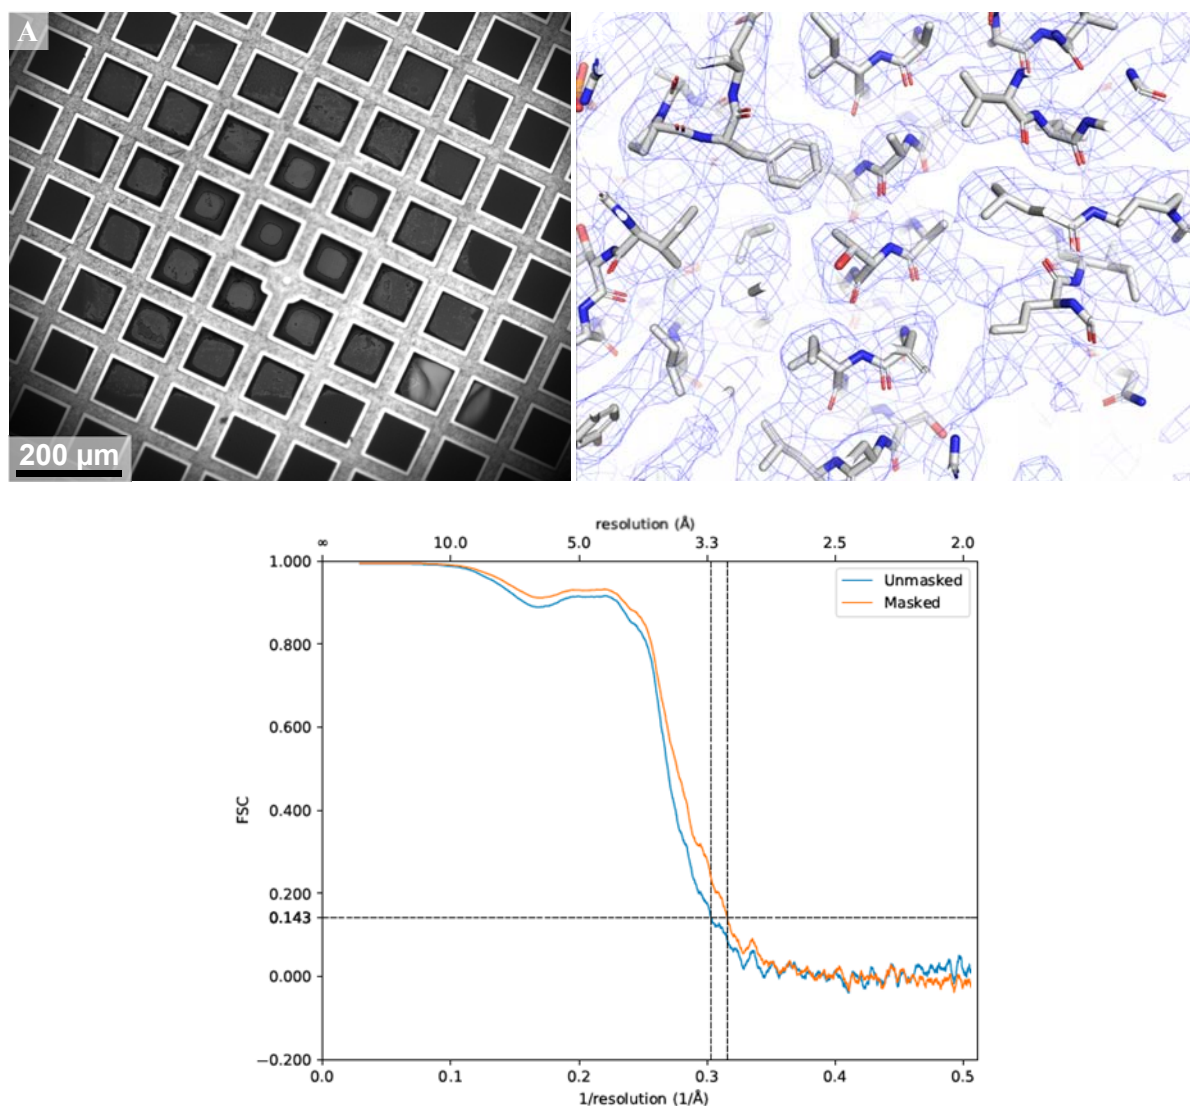 A
200 µm
resolution (Å)
∞ 10.0 5.0 3.3 2.5 2.0
1.000
Unmasked
Masked
0.800
0.600
FSC
0.400
0.200
0.143
0.000
−0.200
0.0 0.1 0.2 0.3 0.4 0.5
1/resolution (1/Å)